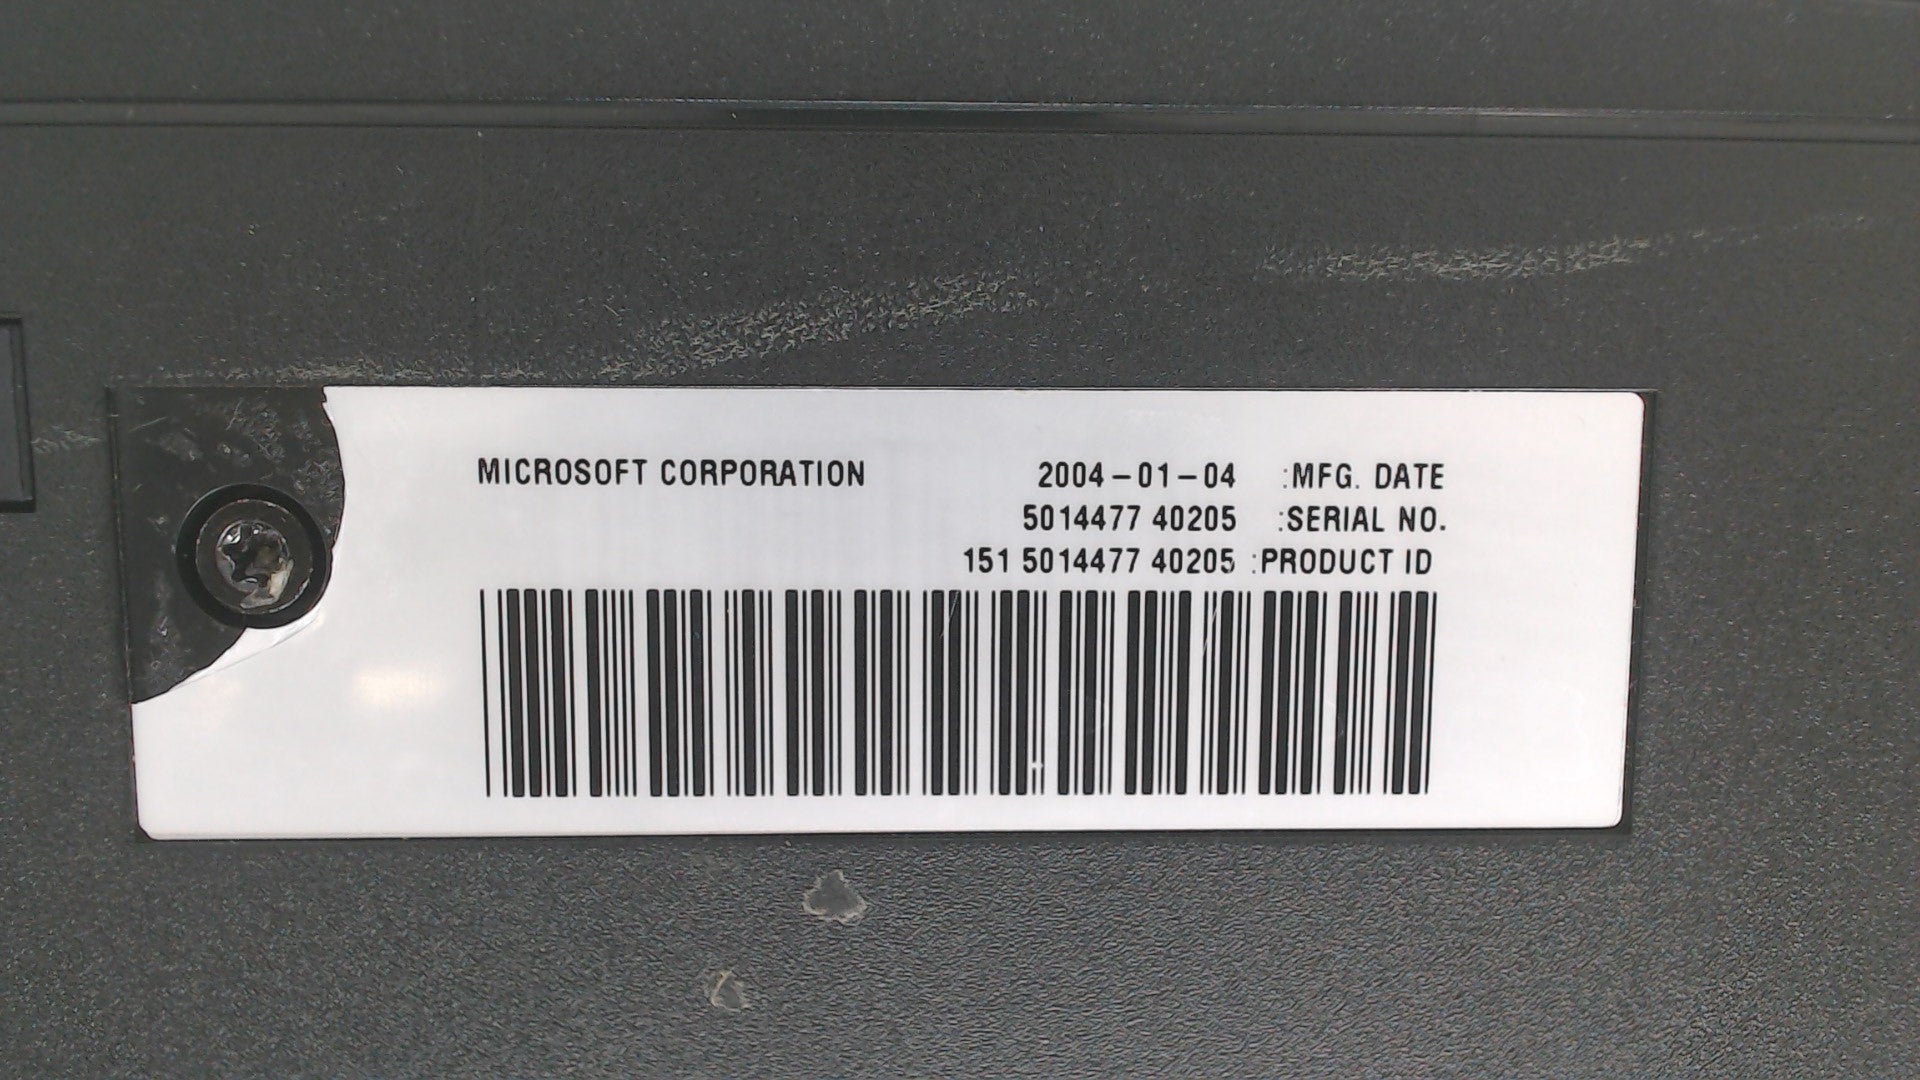 MICROSOFT CORPORATION 2004-01-04 :MFG. DATE
5014477 40205 :SERIAL NO.
151 5014477 40205 :PRODUCT ID